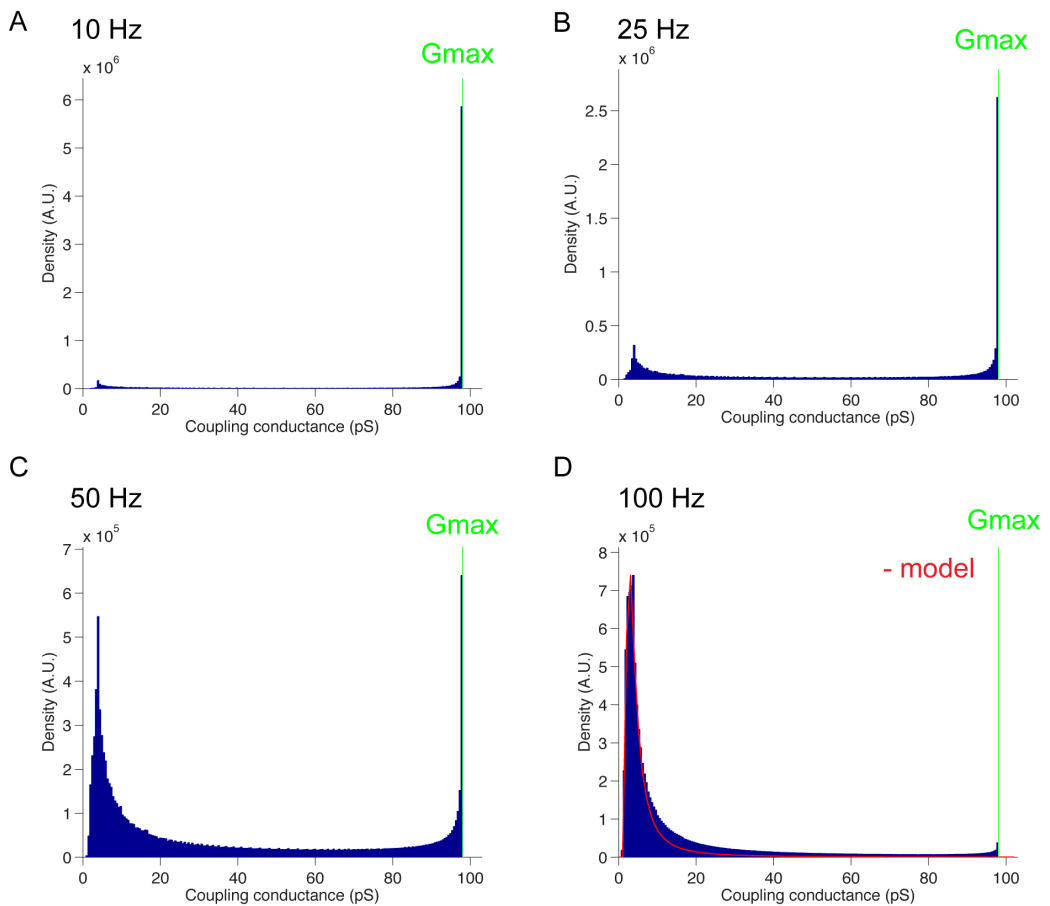 A
10 Hz
Gmax
x 10^6
6
5
4
3
2
1
0
Density (A.U.)
0 20 40 60 80 100
Coupling conductance (pS)
B
25 Hz
Gmax
x 10^6
2.5
2
1.5
1
0.5
0
Density (A.U.)
0 20 40 60 80 100
Coupling conductance (pS)
C
50 Hz
Gmax
x 10^5
7
6
5
4
3
2
1
0
Density (A.U.)
0 20 40 60 80 100
Coupling conductance (pS)
D
100 Hz
Gmax
x 10^5
- model
8
7
6
5
4
3
2
1
0
Density (A.U.)
0 20 40 60 80 100
Coupling conductance (pS)